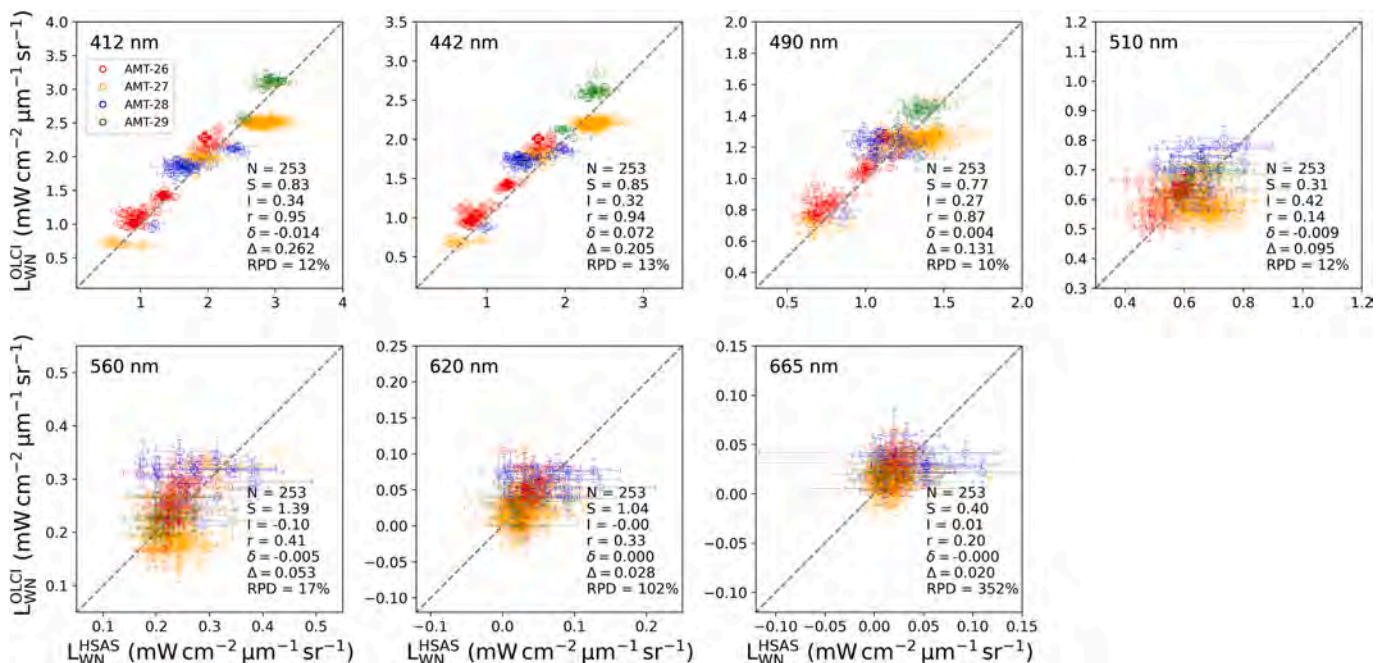 412 nm
AMT-26
AMT-27
AMT-28
AMT-29
N = 253
S = 0.83
I = 0.34
r = 0.95
δ = -0.014
Δ = 0.262
RPD = 12%
4.0
3.5
3.0
2.5
2.0
1.5
1.0
0.5
1
2
3
4
442 nm
N = 253
S = 0.85
I = 0.32
r = 0.94
δ = 0.072
Δ = 0.205
RPD = 13%
3.5
3.0
2.5
2.0
1.5
1.0
0.5
1
2
3
490 nm
N = 253
S = 0.77
I = 0.27
r = 0.87
δ = 0.004
Δ = 0.131
RPD = 10%
2.0
1.8
1.6
1.4
1.2
1.0
0.8
0.6
0.4
0.5
1.0
1.5
2.0
510 nm
N = 253
S = 0.31
I = 0.42
r = 0.14
δ = -0.009
Δ = 0.095
RPD = 12%
1.2
1.1
1.0
0.9
0.8
0.7
0.6
0.5
0.4
0.3
0.4
0.6
0.8
1.0
1.2
L_WN^OLCI (mW cm⁻² μm⁻¹ sr⁻¹)
560 nm
N = 253
S = 1.39
I = -0.10
r = 0.41
δ = -0.005
Δ = 0.053
RPD = 17%
0.5
0.4
0.3
0.2
0.1
0.1
0.2
0.3
0.4
0.5
620 nm
N = 253
S = 1.04
I = -0.00
r = 0.33
δ = 0.000
Δ = 0.028
RPD = 102%
0.25
0.20
0.15
0.10
0.05
0.00
−0.05
−0.10
−0.1
0.0
0.1
0.2
665 nm
N = 253
S = 0.40
I = 0.01
r = 0.20
δ = -0.000
Δ = 0.020
RPD = 352%
0.15
0.10
0.05
0.00
−0.05
−0.10
−0.10
−0.05
0.00
0.05
0.10
0.15
L_WN^OLCI (mW cm⁻² μm⁻¹ sr⁻¹)
L_WN^HSAS (mW cm⁻² μm⁻¹ sr⁻¹)
L_WN^HSAS (mW cm⁻² μm⁻¹ sr⁻¹)
L_WN^HSAS (mW cm⁻² μm⁻¹ sr⁻¹)